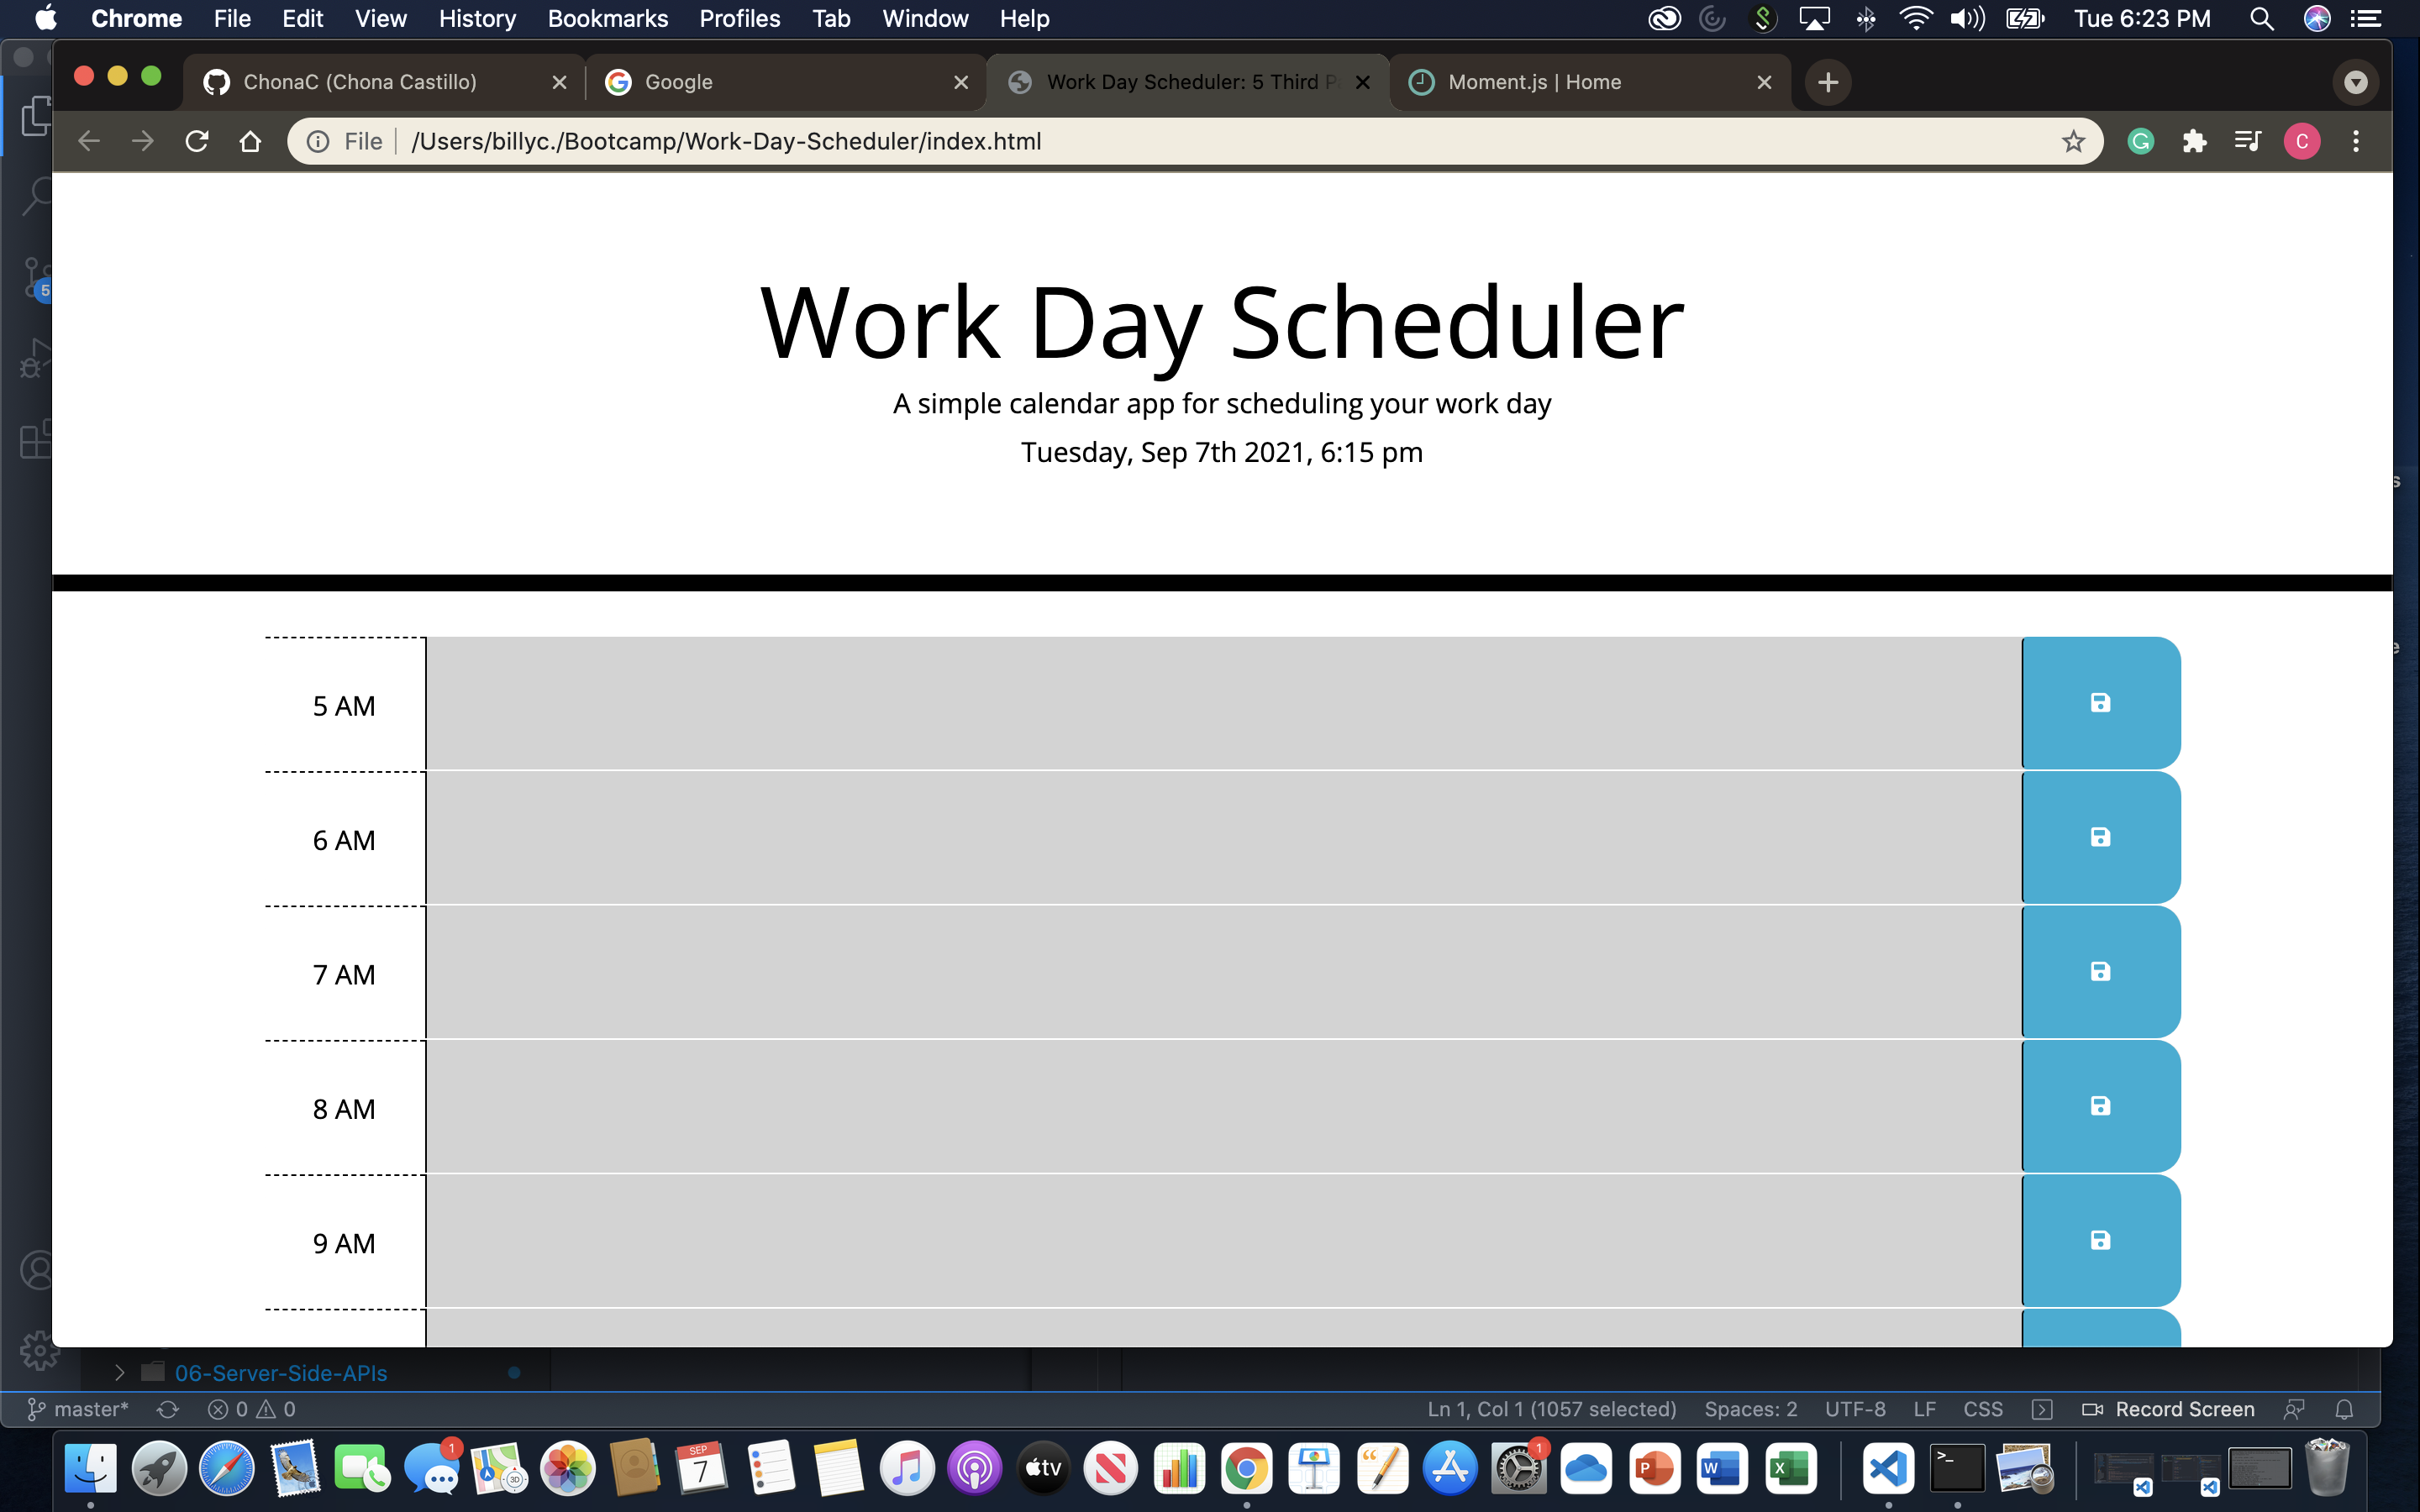 Chrome File Edit View History Bookmarks Profiles Tab Window Help Tue 6:23 PM
ChonaC (Chona Castillo) Google Work Day Scheduler: 5 Third P Moment.js | Home
File /Users/billyc./Bootcamp/Work-Day-Scheduler/index.html C
5
Work Day Scheduler
A simple calendar app for scheduling your work day
Tuesday, Sep 7th 2021, 6:15 pm
s
e
5 AM
6 AM
7 AM
8 AM
9 AM
06-Server-Side-APIs
master* 0 0 Ln 1, Col 1 (1057 selected) Spaces: 2 UTF-8 LF CSS Record Screen
1 3D SEP 7 tv 1 P W X >_